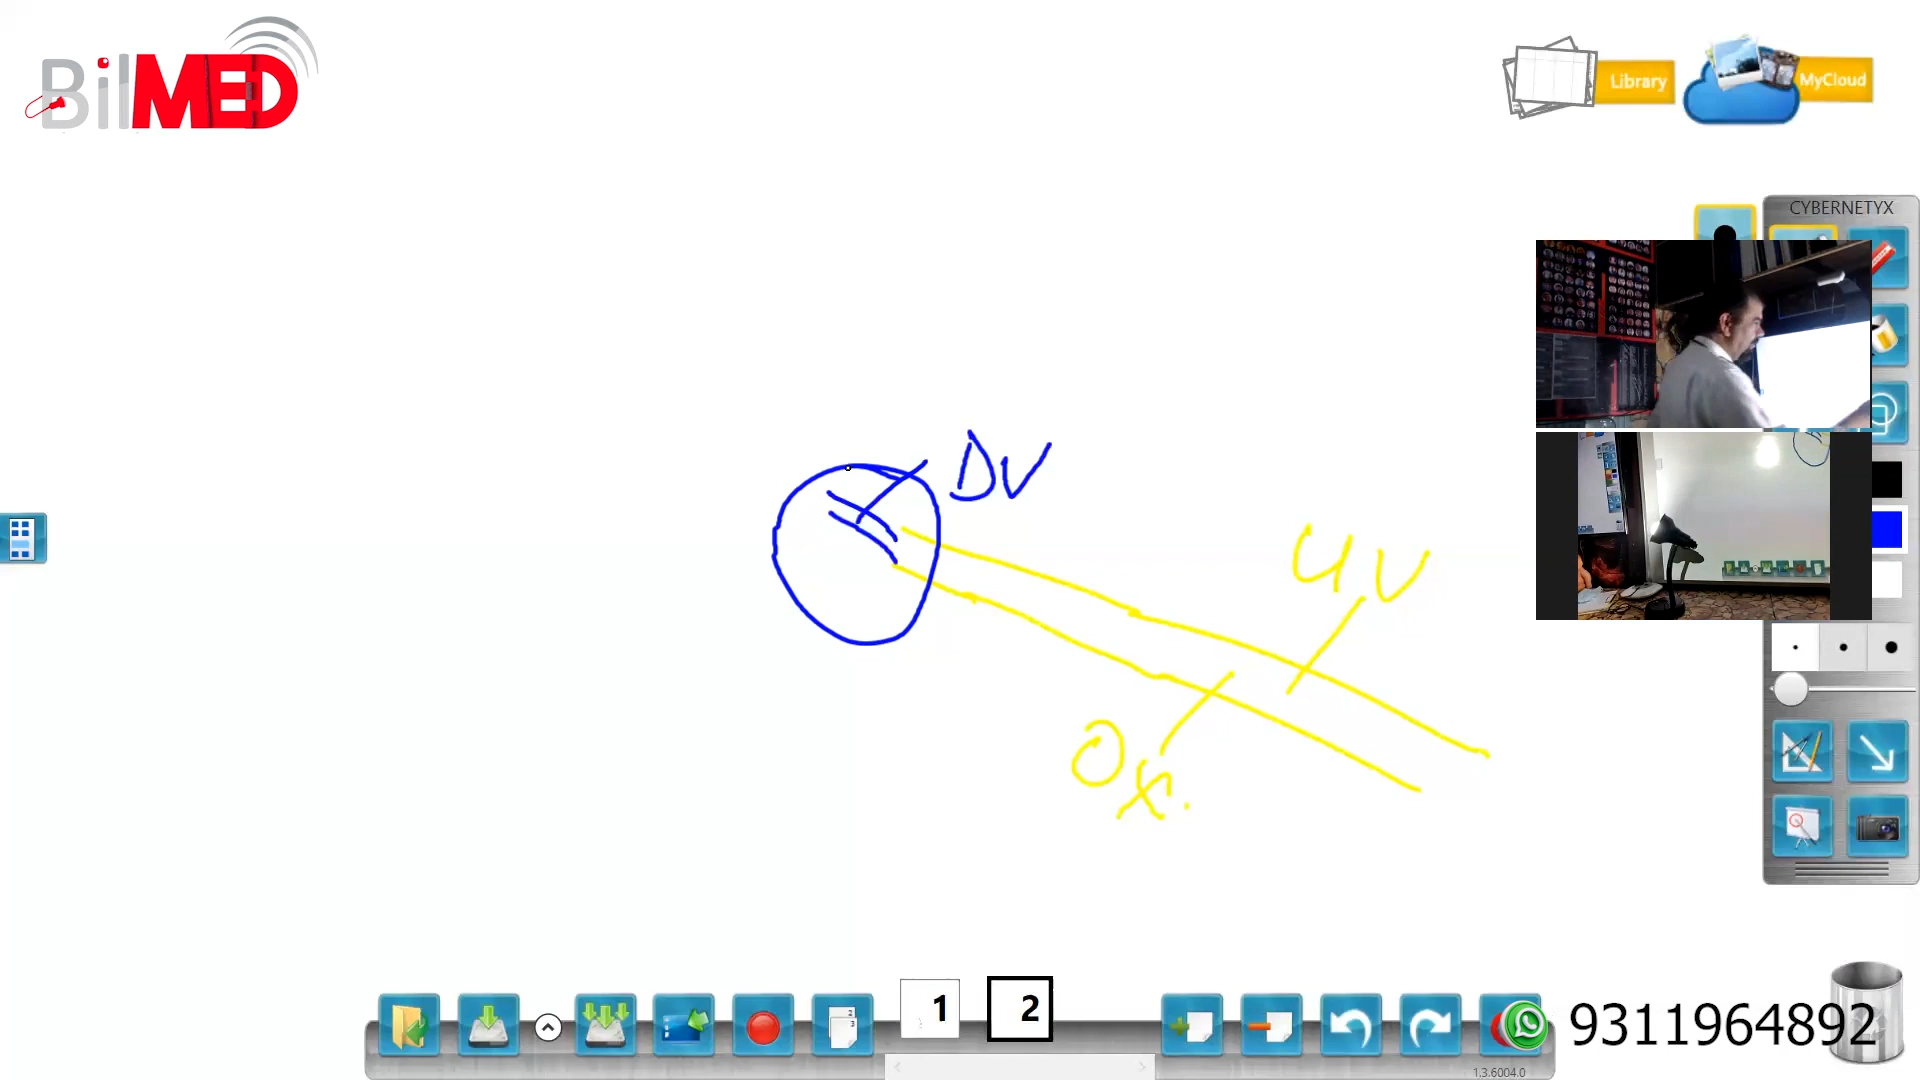 BilMED
Library
MyCloud
CYBERNETYX
DV
UV
Ox.
1
2
9311964892
1.3.6004.0